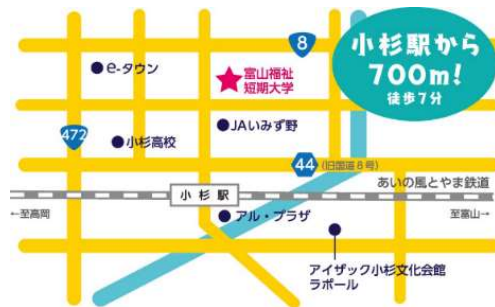 8
小杉駅から
700m!
徒歩7分
e-タウン
富山福祉
短期大学
472
小杉高校
JAいみず野
44
(旧国道8号)
あいの風とやま鉄道
小杉駅
←至高岡
アル・プラザ
至富山→
アイザック小杉文化会館
ラポール